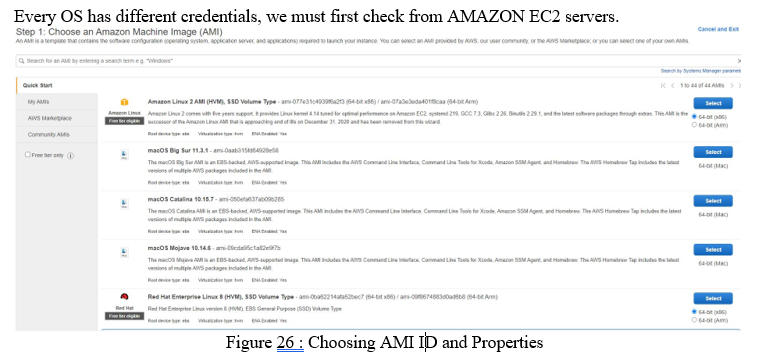 Every OS has different credentials, we must first check from AMAZON EC2 servers.
Step 1: Choose an Amazon Machine Image (AMI)
Cancel and Exit
An AMI is a template that contains the software configuration (operating system, application server, and applications) required to launch your instance. You can select an AMI provided by AWS, our user community, or the AWS Marketplace; or you can select one of your own AMIs.
Search for an AMI by entering a search term e.g. "Windows"
Search by Systems Manager paramet
Quick Start
1 to 44 of 44 AMIs
My AMIs
AWS Marketplace
Community AMIs
Free tier only
Amazon Linux
Free tier eligible
Amazon Linux 2 AMI (HVM), SSD Volume Type -
(64-bit x86) /
(64-bit Arm)
Amazon Linux 2 comes with five years support. It provides Linux kernel 4.14 tuned for optimal performance on Amazon EC2, systemd 219, GCC 7.3, Glibc 2.26, Binutils 2.29.1, and the latest software packages through extras. This AMI is the
successor of the Amazon Linux AMI that is approaching end of life on December 31, 2020 and has been removed from this wizard.
Root device type: ebs Virtualization type: hvm ENA Enabled: Yes
Select
64-bit (x86)
64-bit (Arm)
macOS Big Sur 11.3.1 -
The macOS Big Sur AMI is an EBS-backed, AWS-supported image. This AMI includes the AWS Command Line Interface, Command Line Tools for Xcode, Amazon SSM Agent, and Homebrew. The AWS Homebrew Tap includes the latest
versions of multiple AWS packages included in the AMI.
Root device type: ebs Virtualization type: hvm ENA Enabled: Yes
Select
64-bit (Mac)
macOS Catalina 10.15.7 -
The macOS Catalina AMI is an EBS-backed, AWS-supported image. This AMI includes the AWS Command Line Interface, Command Line Tools for Xcode, Amazon SSM Agent, and Homebrew. The AWS Homebrew Tap includes the latest
versions of multiple AWS packages included in the AMI.
Root device type: ebs Virtualization type: hvm ENA Enabled: Yes
Select
64-bit (Mac)
macOS Mojave 10.14.6 -
The macOS Mojave AMI is an EBS-backed, AWS-supported image. This AMI includes the AWS Command Line Interface, Command Line Tools for Xcode, Amazon SSM Agent, and Homebrew. The AWS Homebrew Tap includes the latest
versions of multiple AWS packages included in the AMI.
Root device type: ebs Virtualization type: hvm ENA Enabled: Yes
Select
64-bit (Mac)
Red Hat
Free tier eligible
Red Hat Enterprise Linux 8 (HVM), SSD Volume Type -
(64-bit x86) /
(64-bit Arm)
Red Hat Enterprise Linux version 8 (HVM), EBS General Purpose (SSD) Volume Type
Root device type: ebs Virtualization type: hvm ENA Enabled: Yes
Select
64-bit (x86)
64-bit (Arm)
Figure 26 : Choosing AMI ID and Properties